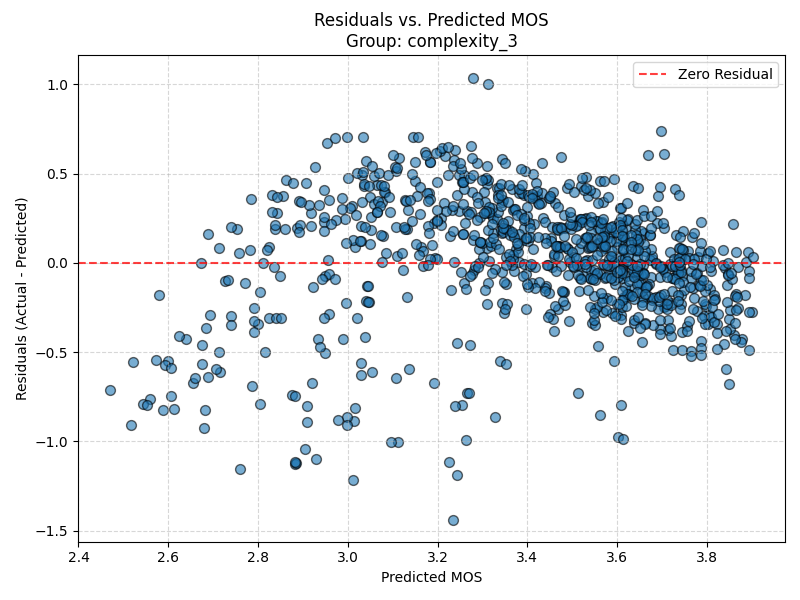 Residuals vs. Predicted MOS
Group: complexity_3
Zero Residual
Residuals (Actual - Predicted)
1.0
0.5
0.0
−0.5
−1.0
−1.5
2.4 2.6 2.8 3.0 3.2 3.4 3.6 3.8
Predicted MOS